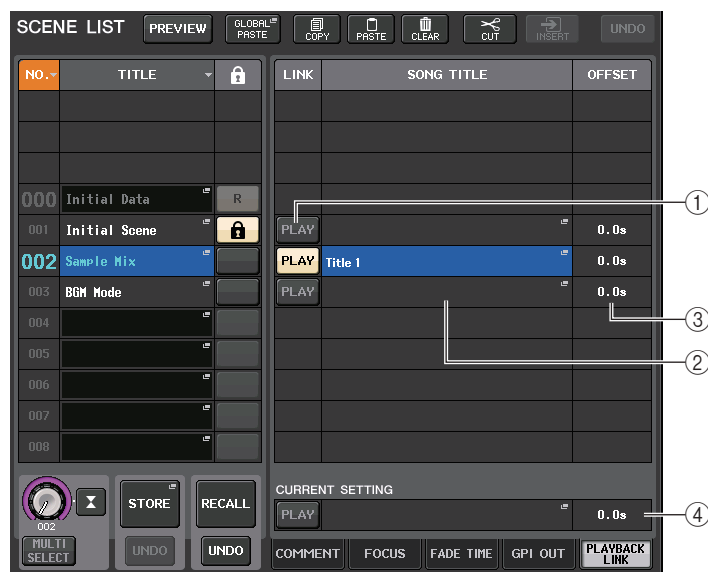 SCENE LIST PREVIEW GLOBAL PASTE COPY PASTE CLEAR CUT INSERT UNDO
NO. TITLE LINK SONG TITLE OFFSET
000 Initial Data R
001 Initial Scene PLAY 0.0s
002 Sample Mix PLAY Title 1 0.0s
003 BGM Mode PLAY 0.0s
004
005
006
007
008
① ③ ② ④
CURRENT SETTING
002 STORE RECALL PLAY 0.0s
MULTI SELECT UNDO UNDO COMMENT FOCUS FADE TIME GPI OUT PLAYBACK LINK